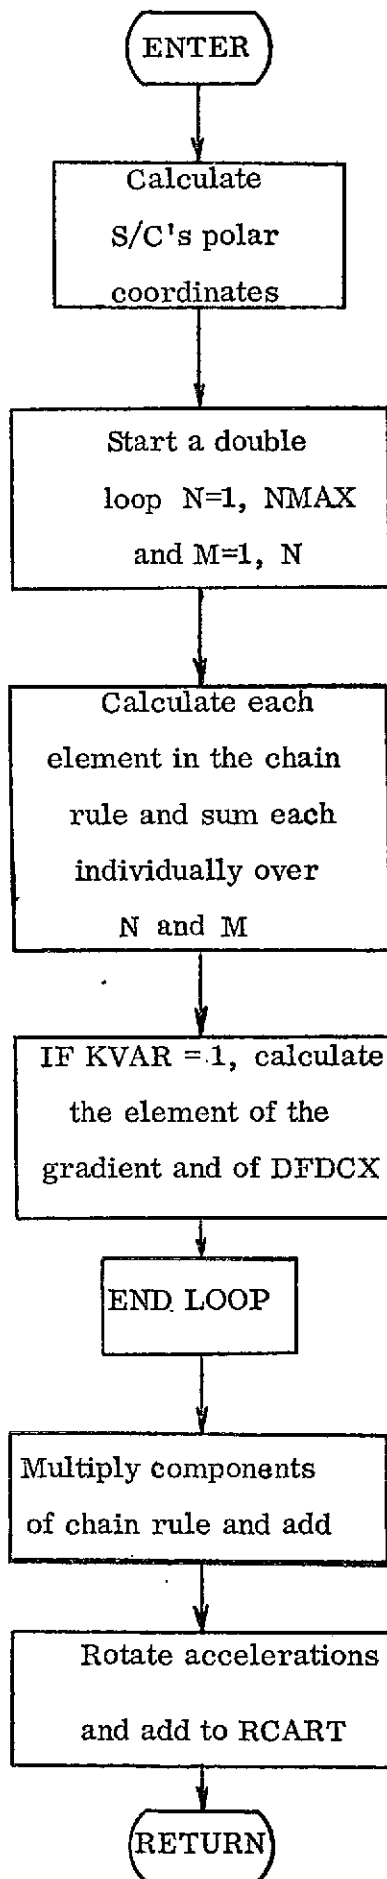 ENTER
Calculate
S/C's polar
coordinates
Start a double
loop N=1, NMAX
and M=1, N
Calculate each
element in the chain
rule and sum each
individually over
N and M
IF KVAR = 1, calculate
the element of the
gradient and of DFDCX
END LOOP
Multiply components
of chain rule and add
Rotate accelerations
and add to RCART
RETURN